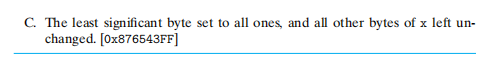 C. The least significant byte set to all ones, and all other bytes of x left un-
changed. [0x876543FF]